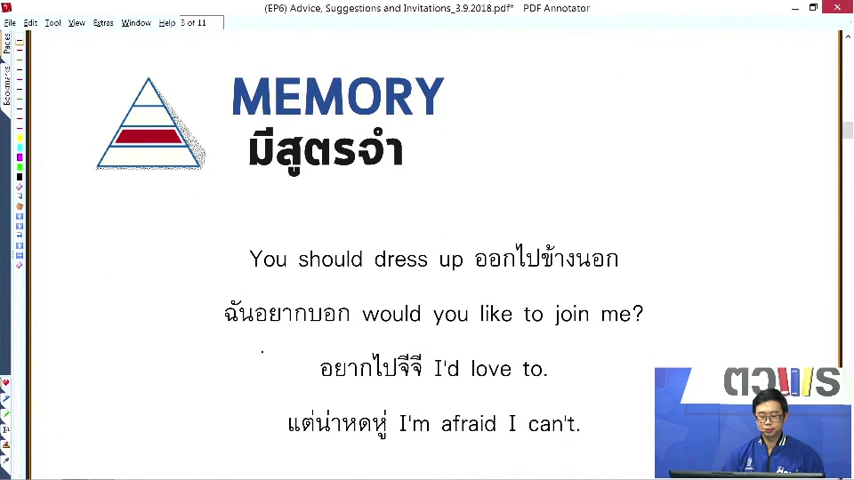 (EP6) Advice, Suggestions and Invitations_3.9.2018.pdf* - PDF Annotator
File Edit Tool View Extras Window Help 3 of 11
Pages
Bookmarks
MEMORY
มีสูตรจำ
You should dress up ออกไปข้างนอก
ฉันอยากบอก would you like to join me?
อยากไปจีจี I'd love to.
แต่น่าหดหู่ I'm afraid I can't.